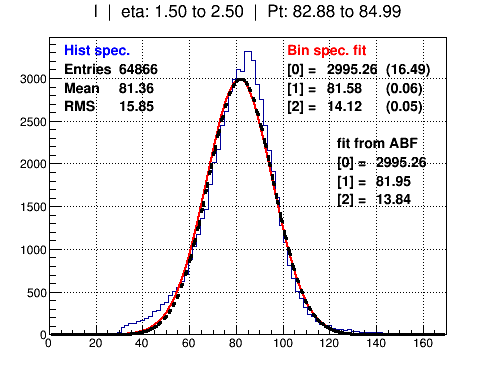 I | eta: 1.50 to 2.50 | Pt: 82.88 to 84.99
Hist spec.
Entries 64866
Mean 81.36
RMS 15.85
Bin spec. fit
[0] = 2995.26 (16.49)
[1] = 81.58 (0.06)
[2] = 14.12 (0.05)
fit from ABF
[0] = 2995.26
[1] = 81.95
[2] = 13.84
3000
2500
2000
1500
1000
500
0
0 20 40 60 80 100 120 140 160